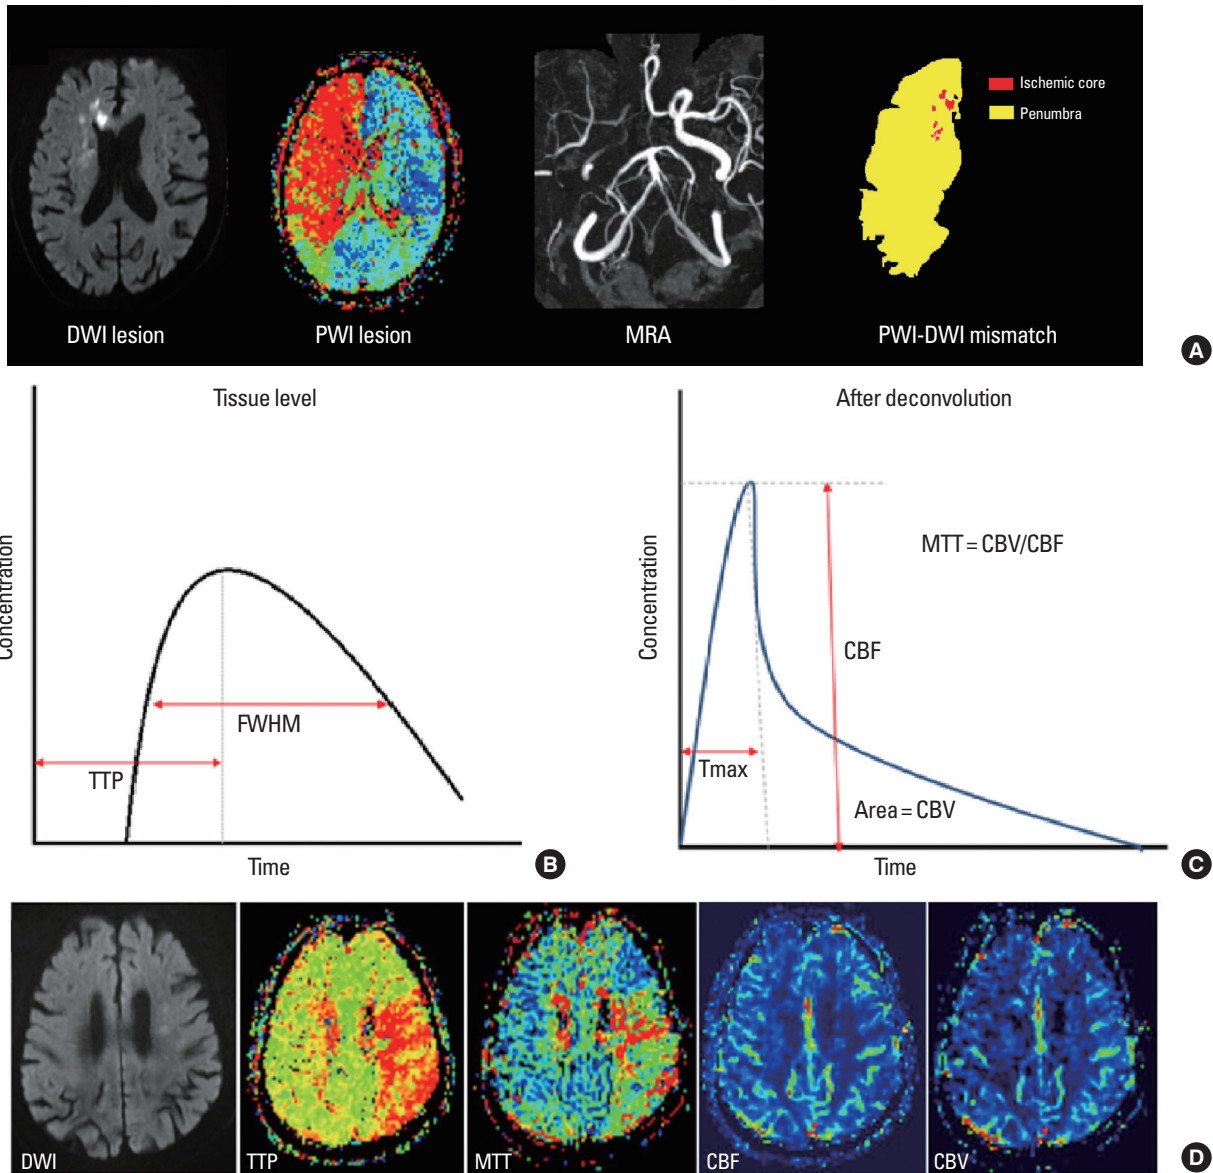 Ischemic core
Penumbra
DWI lesion
PWI lesion
MRA
PWI-DWI mismatch
A
Tissue level
Concentration
FWHM
TTP
Time
B
After deconvolution
Concentration
MTT = CBV/CBF
CBF
Tmax
Area = CBV
Time
C
DWI
TTP
MTT
CBF
CBV
D